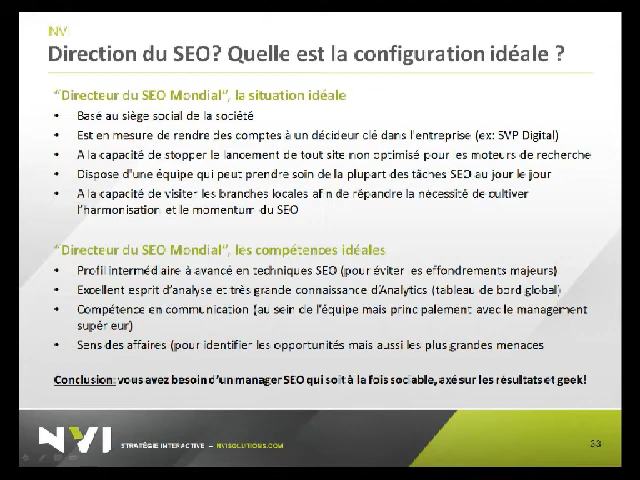 NVI
Direction du SEO? Quelle est la configuration idéale ?
“Directeur du SEO Mondial”, la situation idéale
• Basé au siège social de la société
• Est en mesure de rendre des comptes à un décideur clé dans l'entreprise (ex: SVP Digital)
• A la capacité de stopper le lancement de tout site non optimisé pour les moteurs de recherche
• Dispose d'une équipe qui peut prendre soin de la plupart des tâches SEO au jour le jour
• A la capacité de visiter les branches locales afin de répandre la nécessité de cultiver
l’harmonisation et le momentum du SEO
“Directeur du SEO Mondial”, les compétences idéales
• Profil intermédiaire à avancé en techniques SEO (pour éviter les effondrements majeurs)
• Excellent esprit d’analyse et très grande connaissance d’Analytics (tableau de bord global)
• Compétence en communication (au sein de l’équipe mais principalement avec le management
supérieur)
• Sens des affaires (pour identifier les opportunités mais aussi les plus grandes menaces
Conclusion: vous avez besoin d’un manager SEO qui soit à la fois sociable, axé sur les résultats et geek!
NVI STRATÉGIE INTERACTIVE – NVISOLUTIONS.COM
33